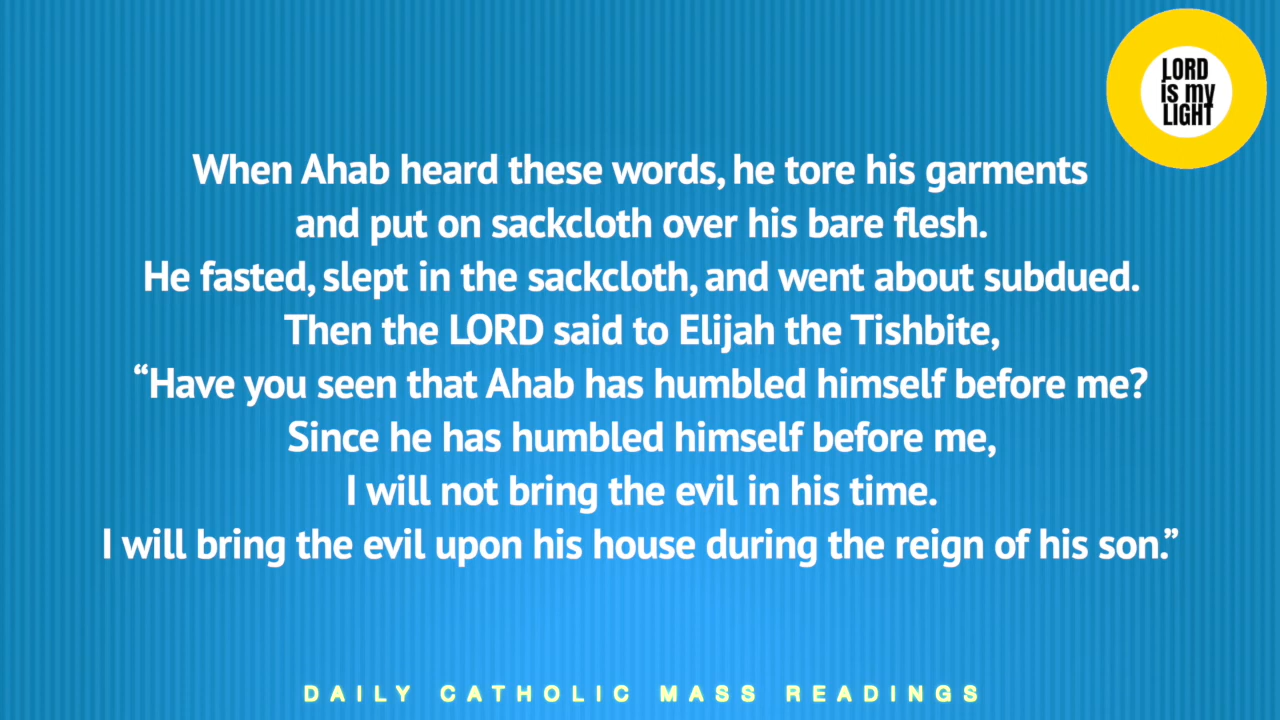 LORD
is my
LIGHT
When Ahab heard these words, he tore his garments
and put on sackcloth over his bare flesh.
He fasted, slept in the sackcloth, and went about subdued.
Then the LORD said to Elijah the Tishbite,
“Have you seen that Ahab has humbled himself before me?
Since he has humbled himself before me,
I will not bring the evil in his time.
I will bring the evil upon his house during the reign of his son.”
DAILY CATHOLIC MASS READINGS